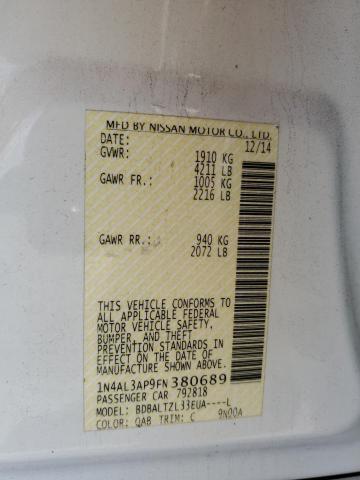 MFD BY NISSAN MOTOR CO., LTD.
DATE: 12/14
GVWR: 1910 KG
4211 LB
GAWR FR.: 1005 KG
2216 LB
GAWR RR.: 940 KG
2072 LB
THIS VEHICLE CONFORMS TO
ALL APPLICABLE FEDERAL
MOTOR VEHICLE SAFETY,
BUMPER, AND THEFT
PREVENTION STANDARDS IN
EFFECT ON THE DATE OF
MANUFACTURE SHOWN ABOVE.
1N4AL3AP9FN380689
PASSENGER CAR 792818
MODEL: BDBALTZL33EUA----L
COLOR: QAB TRIM: C 9N00A